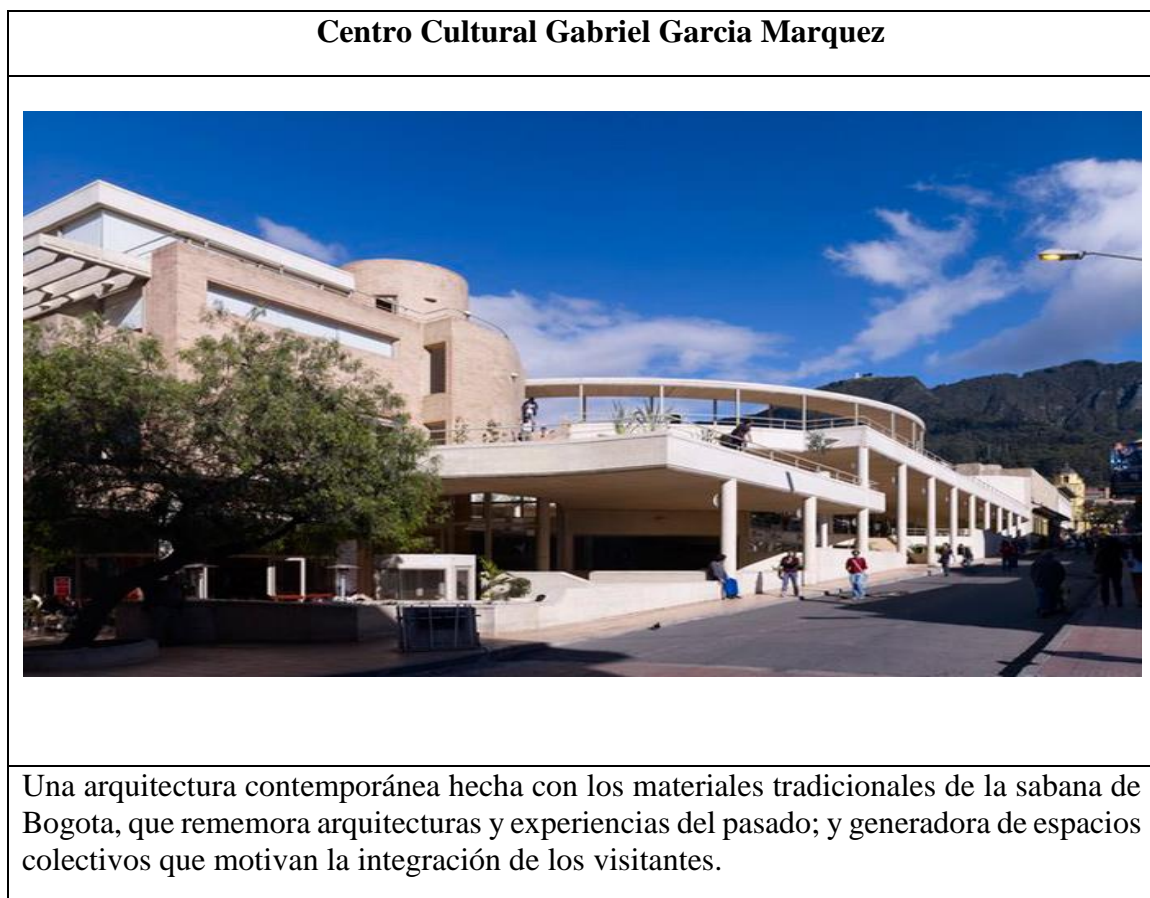 Centro Cultural Gabriel Garcia Marquez
Una arquitectura contemporánea hecha con los materiales tradicionales de la sabana de
Bogota, que rememora arquitecturas y experiencias del pasado; y generadora de espacios
colectivos que motivan la integración de los visitantes.